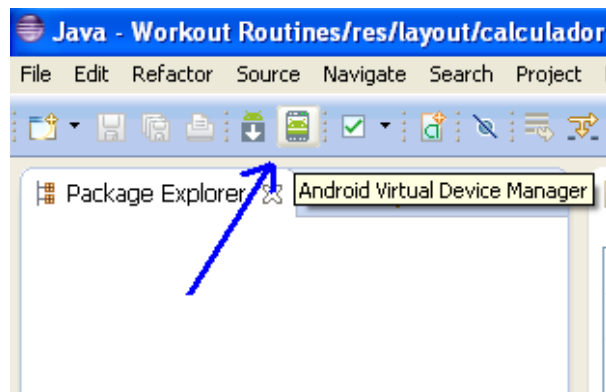 Java - Workout Routines/res/layout/calculador
File Edit Refactor Source Navigate Search Project
Package Explorer
Android Virtual Device Manager